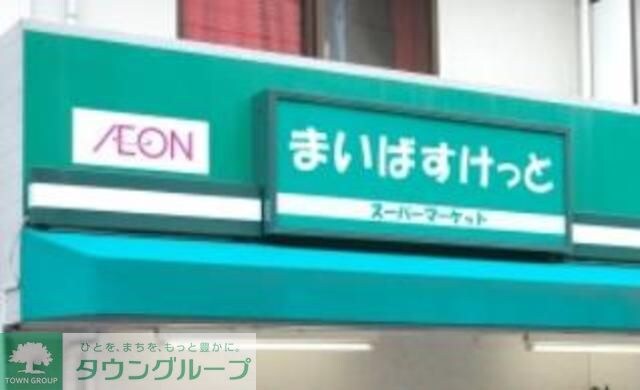 ÆON
まいばすけっと
スーパーマーケット
ひとを、まちを、もっと豊かに。
タウングループ
TOWN GROUP